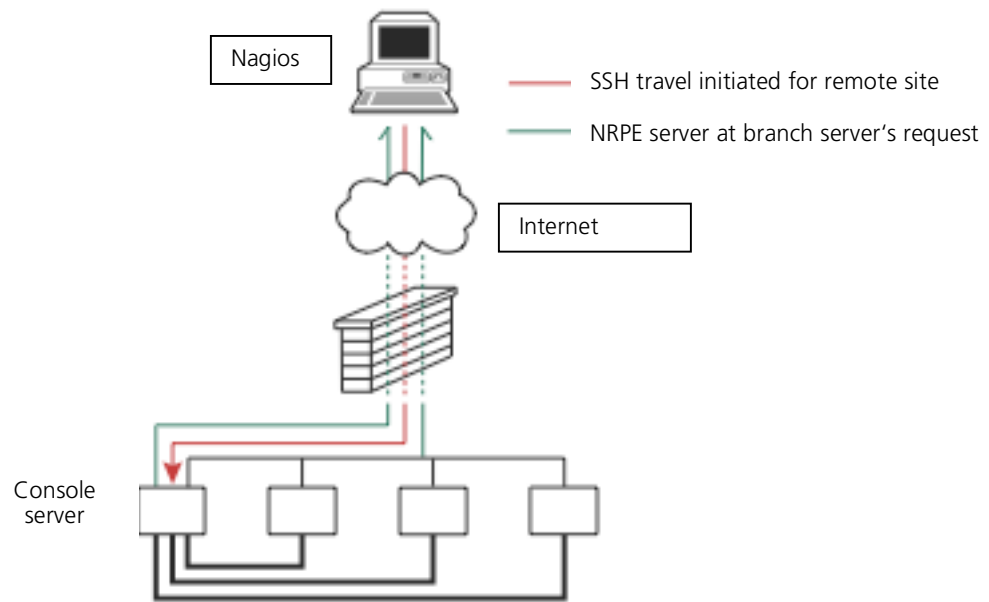 Nagios
SSH travel initiated for remote site
NRPE server at branch server's request
Internet
Console
server